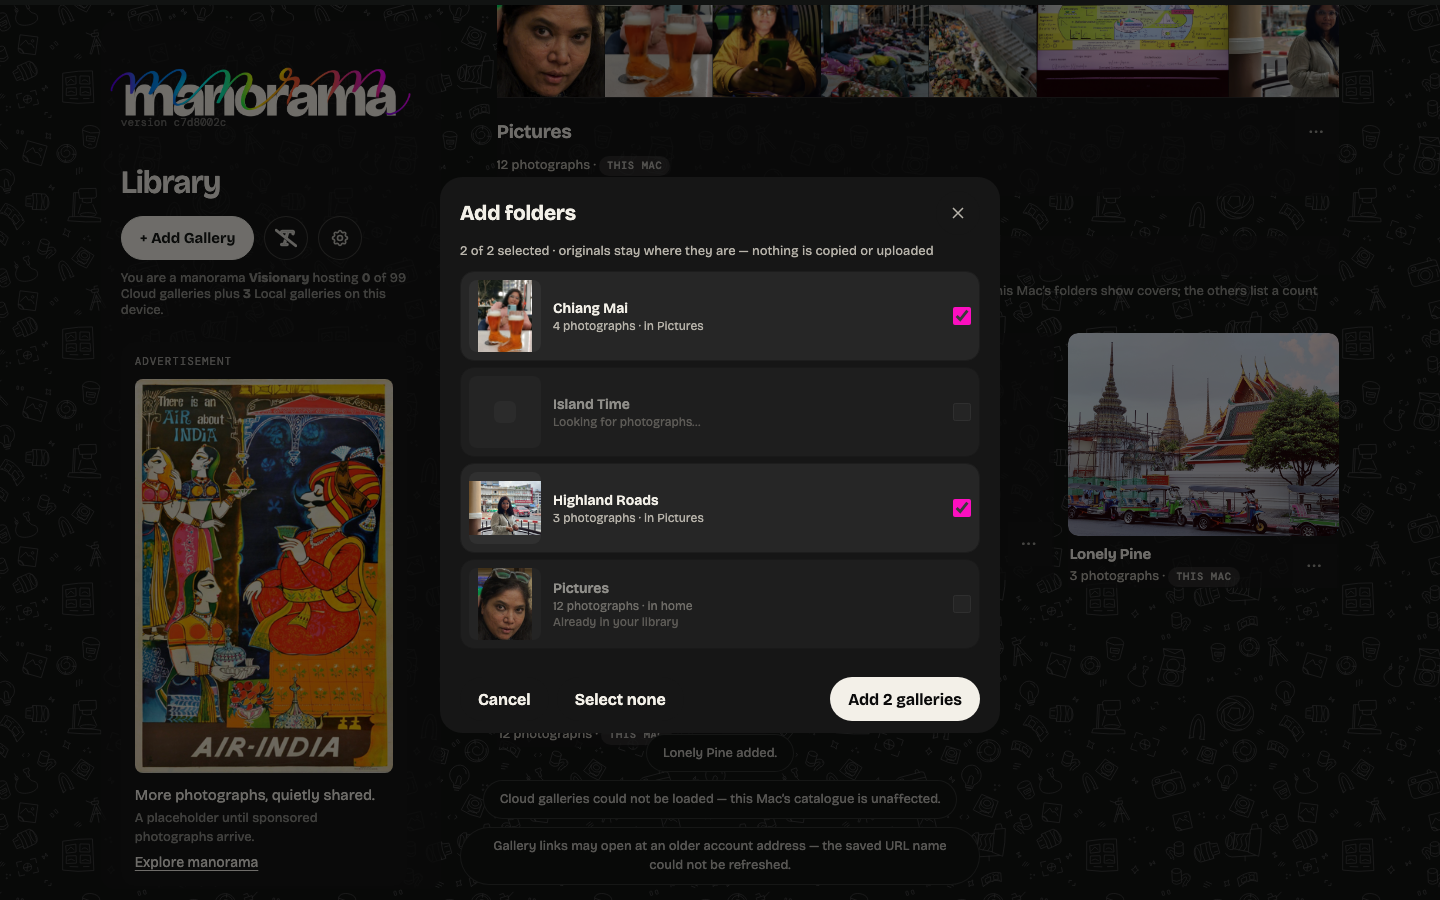 manorama
version c7d8002c
Library
+ Add Gallery
You are a manorama Visionary hosting 0 of 99
Cloud galleries plus 3 Local galleries on this
device.
ADVERTISEMENT
There is an
AIR about
INDIA
AIR-INDIA
More photographs, quietly shared.
A placeholder until sponsored
photographs arrive.
Explore manorama
Pictures
12 photographs · THIS MAC
Add folders
2 of 2 selected · originals stay where they are — nothing is copied or uploaded
Chiang Mai
4 photographs · in Pictures
Island Time
Looking for photographs...
Highland Roads
3 photographs · in Pictures
Pictures
12 photographs · in home
Already in your library
Cancel
Select none
Add 2 galleries
his Mac's folders show covers; the others list a count
Lonely Pine
3 photographs · THIS MAC
12 photographs · THIS MAC
Lonely Pine added.
Cloud galleries could not be loaded — this Mac's catalogue is unaffected.
Gallery links may open at an older account address — the saved URL name
could not be refreshed.